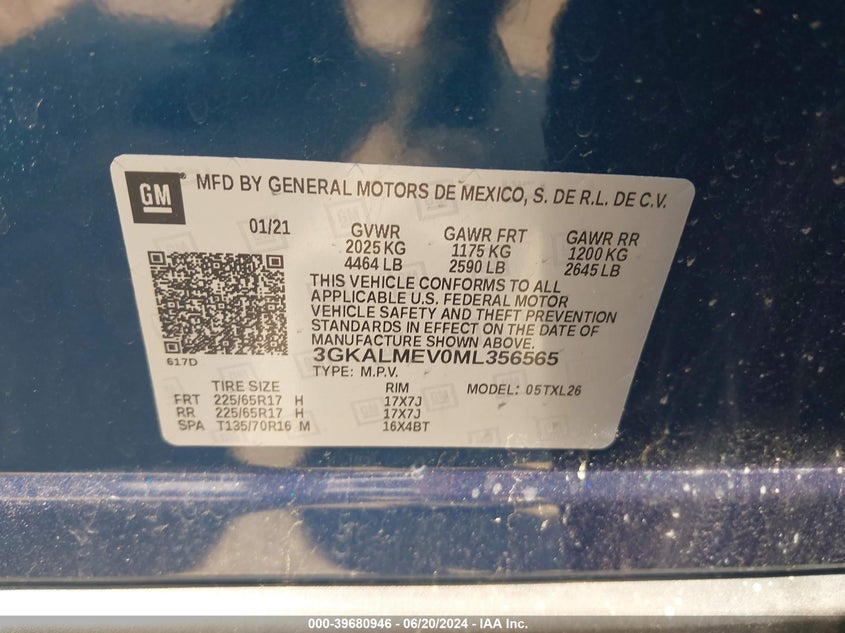 GM
MFD BY GENERAL MOTORS DE MEXICO, S. DE R.L. DE C.V.
01/21
GVWR GAWR FRT GAWR RR
2025 KG 1175 KG 1200 KG
4464 LB 2590 LB 2645 LB
THIS VEHICLE CONFORMS TO ALL
APPLICABLE U.S. FEDERAL MOTOR
VEHICLE SAFETY AND THEFT PREVENTION
STANDARDS IN EFFECT ON THE DATE OF
MANUFACTURE SHOWN ABOVE.
3GKALMEV0ML356565
617D
TYPE: M.P.V.
TIRE SIZE RIM MODEL: 05TXL26
FRT 225/65R17 H 17X7J
RR 225/65R17 H 17X7J
SPA T135/70R16 M 16X4BT
000-39680946 - 06/20/2024 - IAA Inc.